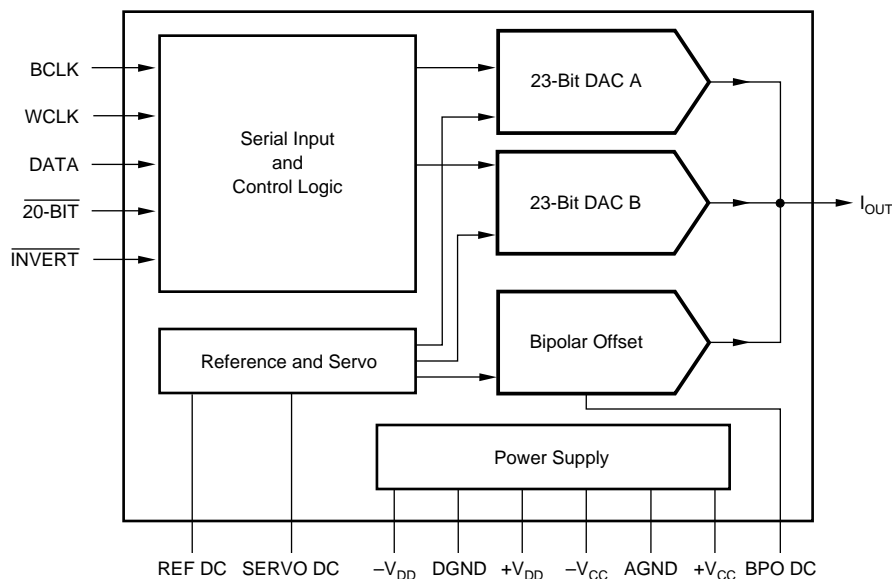 BCLK
WCLK
DATA
20-BIT
INVERT
Serial Input
and
Control Logic
23-Bit DAC A
23-Bit DAC B
I_OUT
Reference and Servo
Bipolar Offset
Power Supply
REF DC
SERVO DC
–V_DD
DGND
+V_DD
–V_CC
AGND
+V_CC
BPO DC